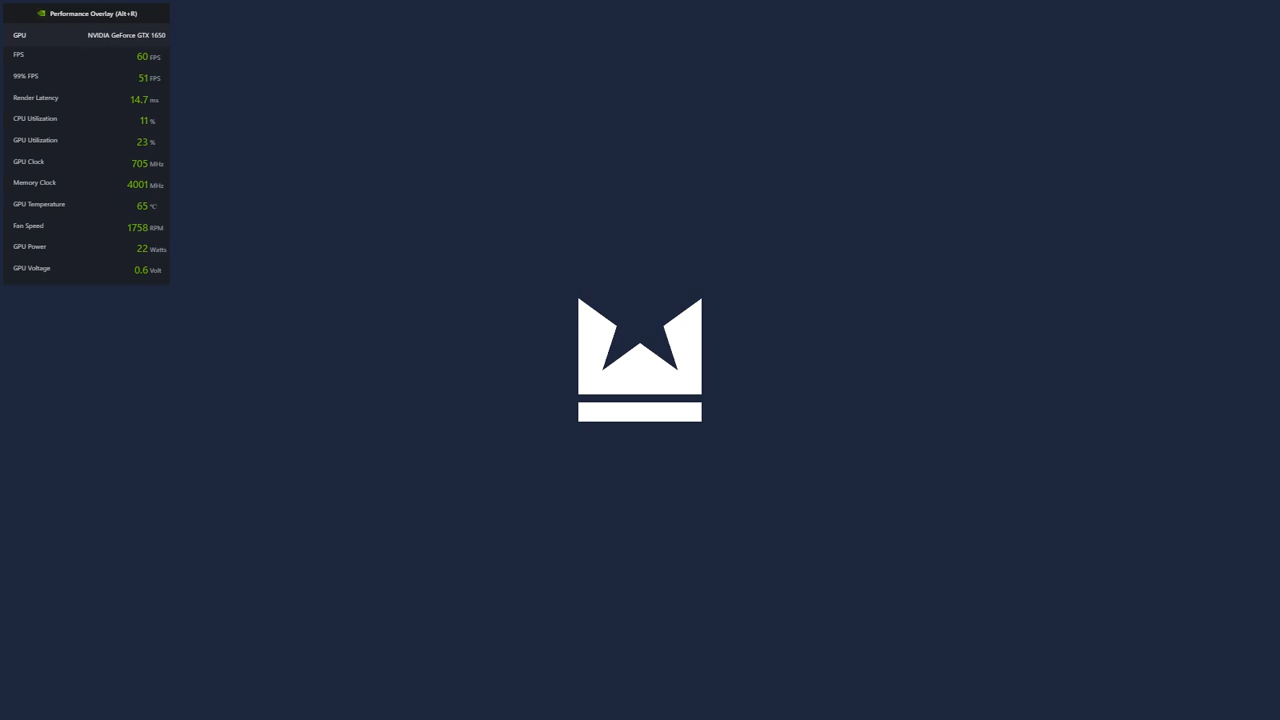 Performance Overlay (Alt+R)
GPU NVIDIA GeForce GTX 1650
FPS 60 FPS
99% FPS 51 FPS
Render Latency 14.7 ms
CPU Utilization 11 %
GPU Utilization 23 %
GPU Clock 705 MHz
Memory Clock 4001 MHz
GPU Temperature 65 °C
Fan Speed 1758 RPM
GPU Power 22 Watts
GPU Voltage 0.6 Volt